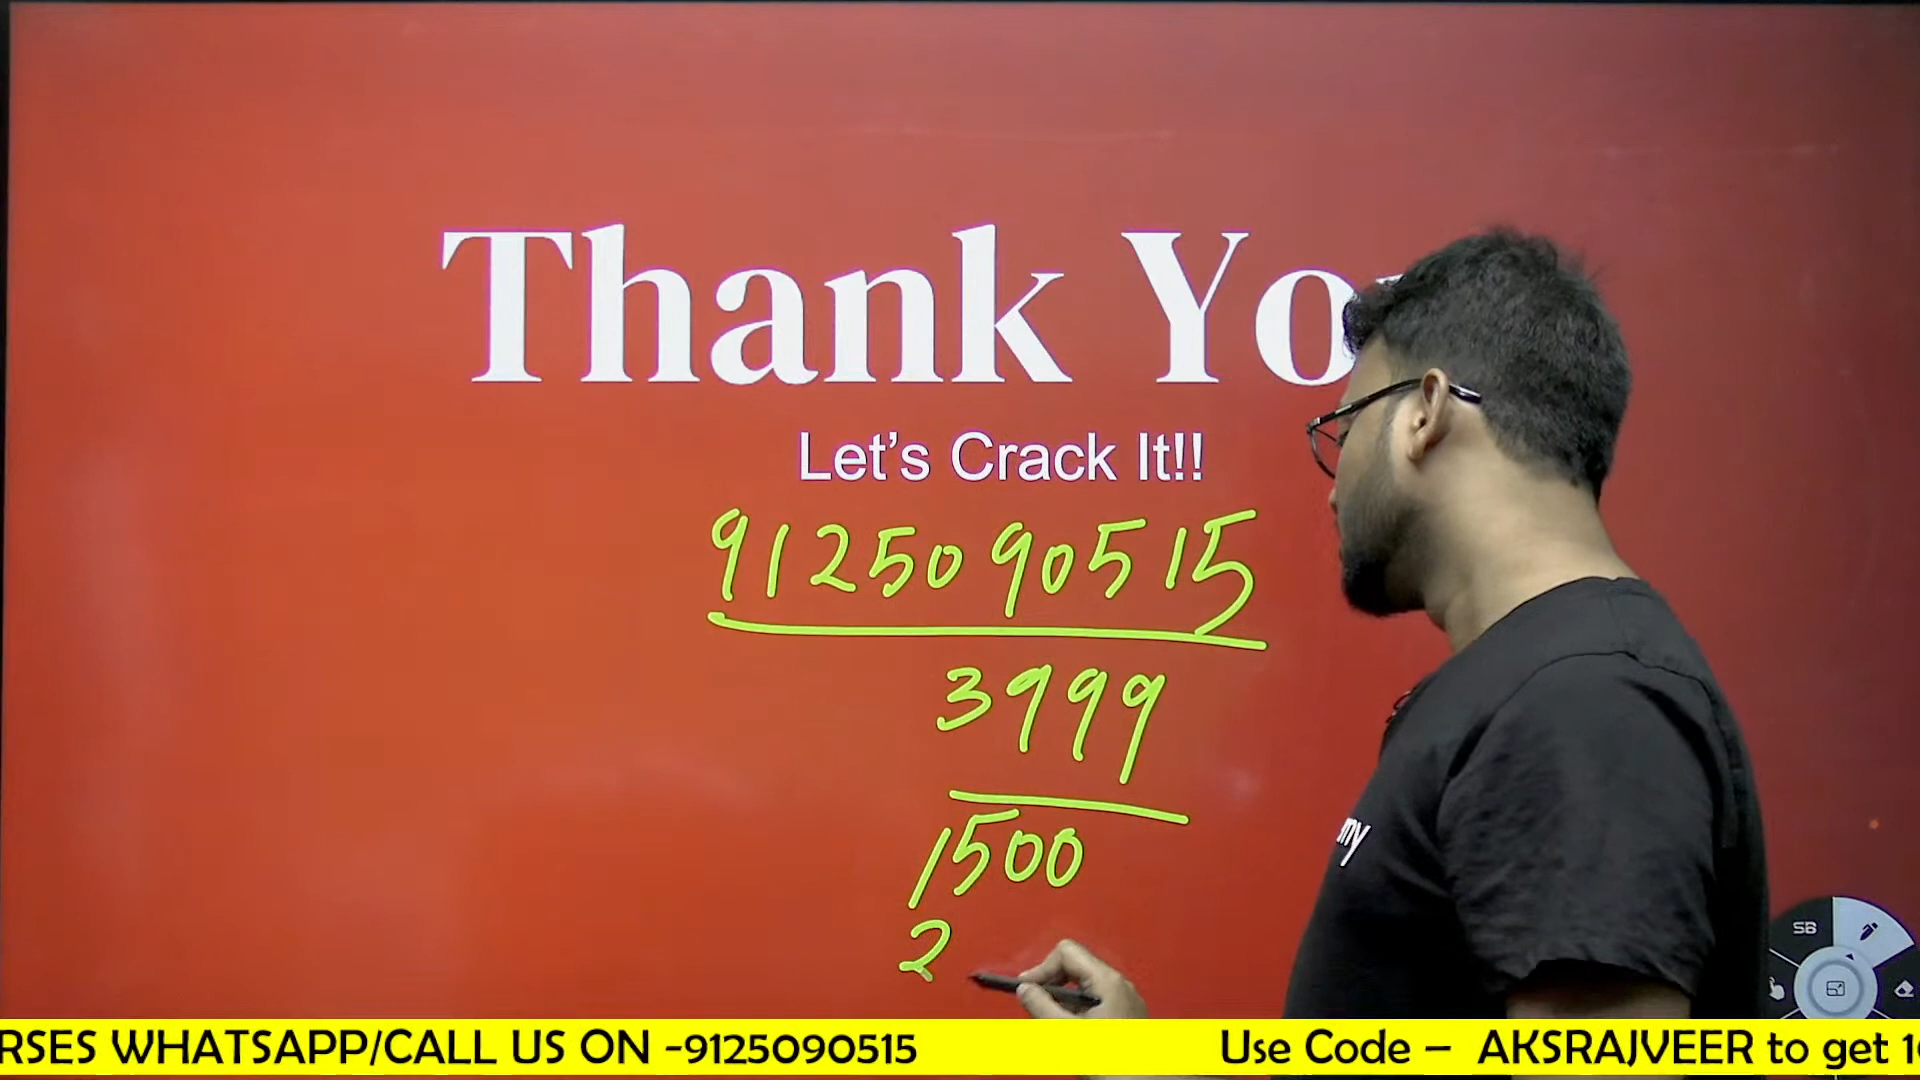 Thank Yo
Let's Crack It!!
9125090515
3999
1500
2
my
SB
RSES WHATSAPP/CALL US ON -9125090515 Use Code – AKSRAJVEER to get 1